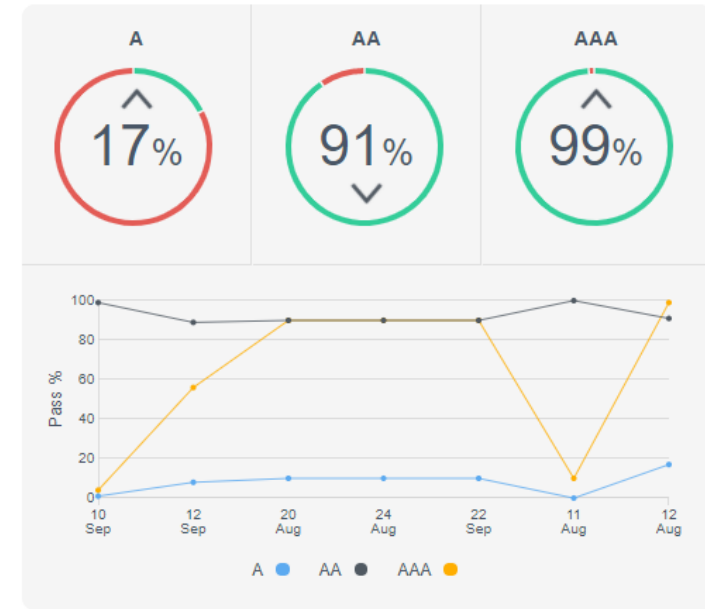 A
AA
AAA
17%
91%
99%
100
80
60
40
20
0
Pass %
10 Sep
12 Sep
20 Aug
24 Aug
22 Sep
11 Aug
12 Aug
A
AA
AAA